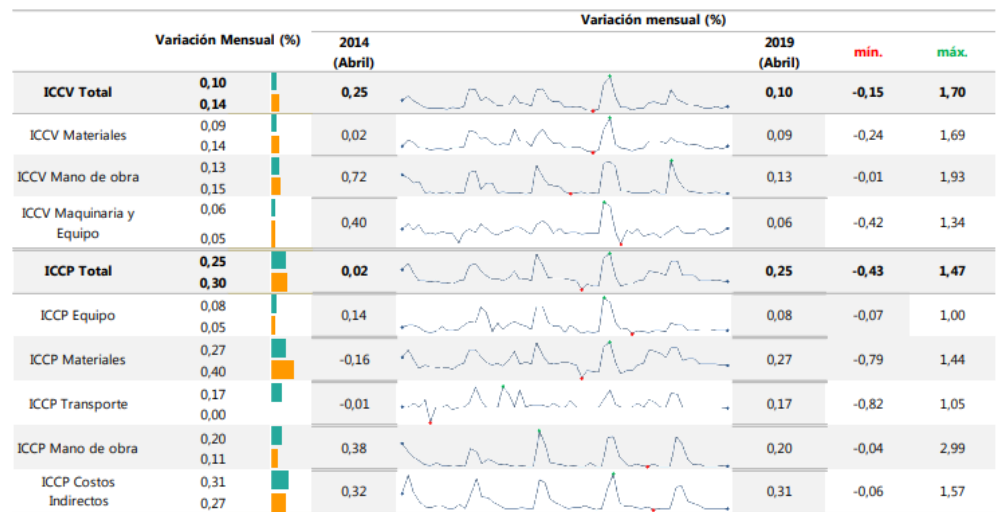 Variación mensual (%)
Variación Mensual (%) 2014 (Abril) 2019 (Abril) mín. máx.
ICCV Total 0,10 0,14 0,25 0,10 -0,15 1,70
ICCV Materiales 0,09 0,14 0,02 0,09 -0,24 1,69
ICCV Mano de obra 0,13 0,15 0,72 0,13 -0,01 1,93
ICCV Maquinaria y Equipo 0,06 0,05 0,40 0,06 -0,42 1,34
ICCP Total 0,25 0,30 0,02 0,25 -0,43 1,47
ICCP Equipo 0,08 0,05 0,14 0,08 -0,07 1,00
ICCP Materiales 0,27 0,40 -0,16 0,27 -0,79 1,44
ICCP Transporte 0,17 0,00 -0,01 0,17 -0,82 1,05
ICCP Mano de obra 0,20 0,11 0,38 0,20 -0,04 2,99
ICCP Costos Indirectos 0,31 0,27 0,32 0,31 -0,06 1,57